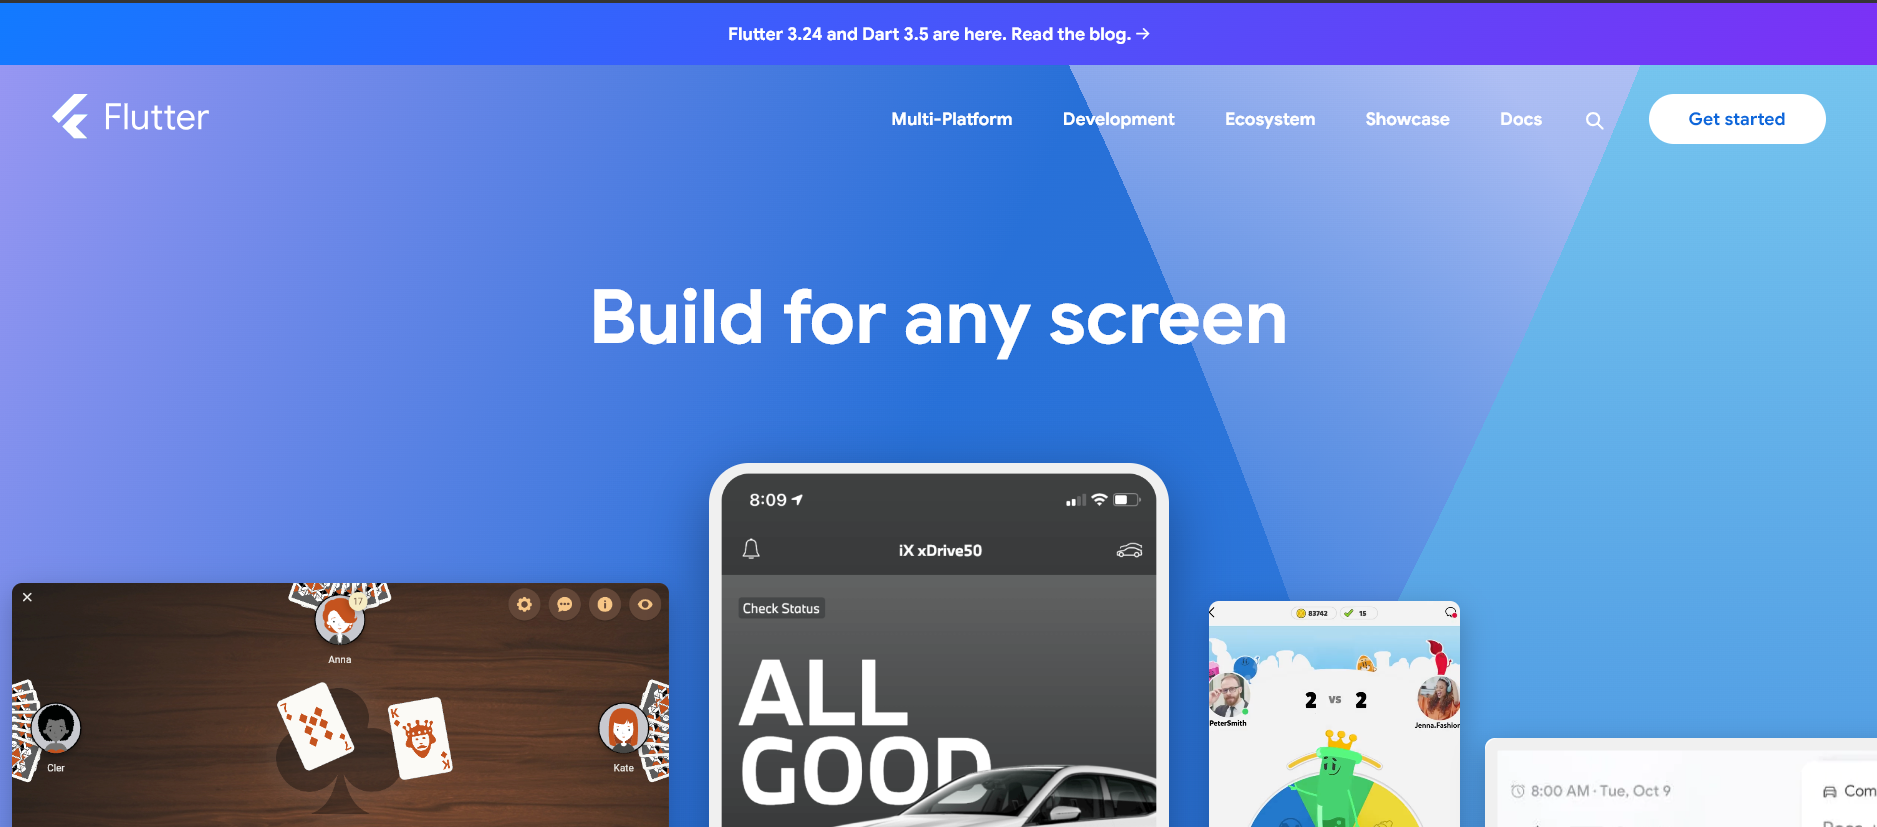 Flutter 3.24 and Dart 3.5 are here. Read the blog. →
Flutter
Multi-Platform Development Ecosystem Showcase Docs
Get started
Build for any screen
17
Anna
Cler
Kate
7
7
K
K
8:09
iX xDrive50
Check Status
ALL
GOOD
83742 15
2 vs 2
PeterSmith
Jenna.Fashion
8:00 AM · Tue, Oct 9
Com